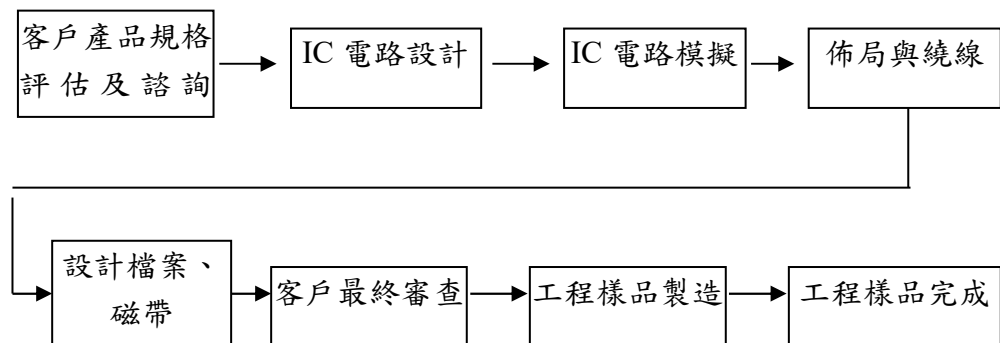 客戶產品規格
評估及諮詢
IC 電路設計
IC 電路模擬
佈局與繞線
設計檔案、
磁帶
客戶最終審查
工程樣品製造
工程樣品完成